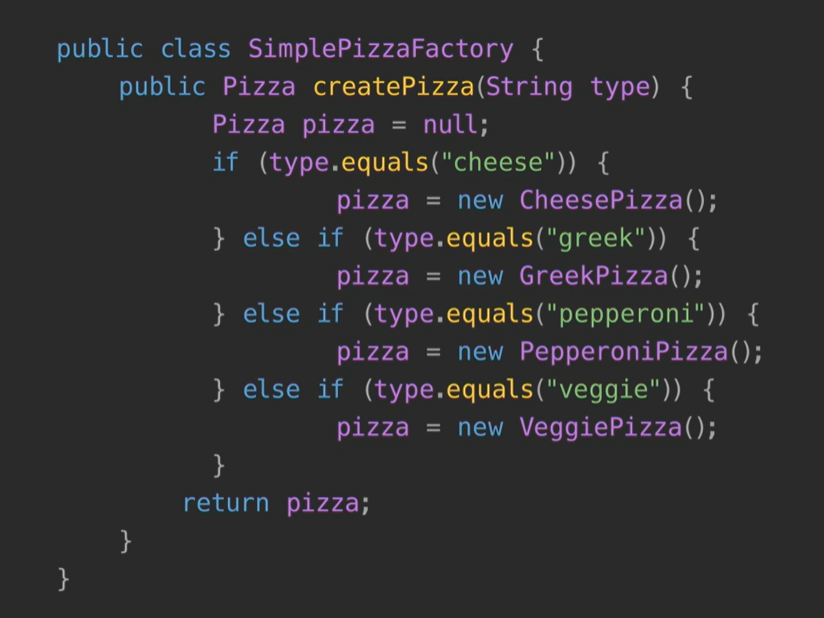 public class SimplePizzaFactory {
public Pizza createPizza(String type) {
Pizza pizza = null;
if (type.equals("cheese")) {
pizza = new CheesePizza();
} else if (type.equals("greek")) {
pizza = new GreekPizza();
} else if (type.equals("pepperoni")) {
pizza = new PepperoniPizza();
} else if (type.equals("veggie")) {
pizza = new VeggiePizza();
}
return pizza;
}
}